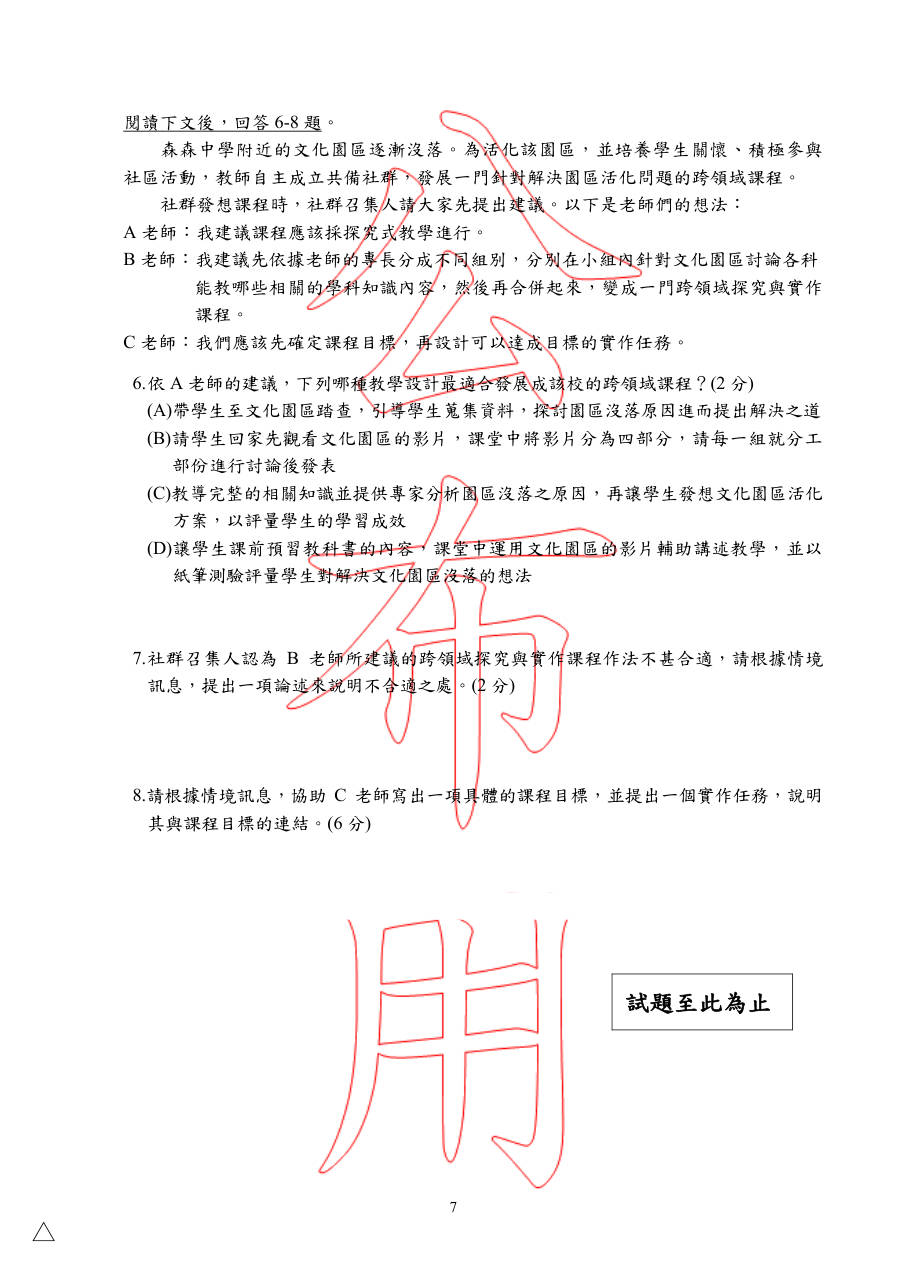 閱讀下文後，回答 6-8 題。
森森中學附近的文化園區逐漸沒落。為活化該園區，並培養學生關懷、積極參與
社區活動，教師自主成立共備社群，發展一門針對解決園區活化問題的跨領域課程。
社群發想課程時，社群召集人請大家先提出建議。以下是老師們的想法：
A 老師：我建議課程應該採探究式教學進行。
B 老師：我建議先依據老師的專長分成不同組別，分別在小組內針對文化園區討論各科
能教哪些相關的學科知識內容，然後再合併起來，變成一門跨領域探究與實作
課程。
C 老師：我們應該先確定課程目標，再設計可以達成目標的實作任務。
6.依 A 老師的建議，下列哪種教學設計最適合發展成該校的跨領域課程？(2 分)
(A)帶學生至文化園區踏查，引導學生蒐集資料，探討園區沒落原因進而提出解決之道
(B)請學生回家先觀看文化園區的影片，課堂中將影片分為四部分，請每一組就分工
部份進行討論後發表
(C)教導完整的相關知識並提供專家分析園區沒落之原因，再讓學生發想文化園區活化
方案，以評量學生的學習成效
(D)讓學生課前預習教科書的內容，課堂中運用文化園區的影片輔助講述教學，並以
紙筆測驗評量學生對解決文化園區沒落的想法
7.社群召集人認為 B 老師所建議的跨領域探究與實作課程作法不甚合適，請根據情境
訊息，提出一項論述來說明不合適之處。(2 分)
8.請根據情境訊息，協助 C 老師寫出一項具體的課程目標，並提出一個實作任務，說明
其與課程目標的連結。(6 分)
公
布
用
試題至此為止
7